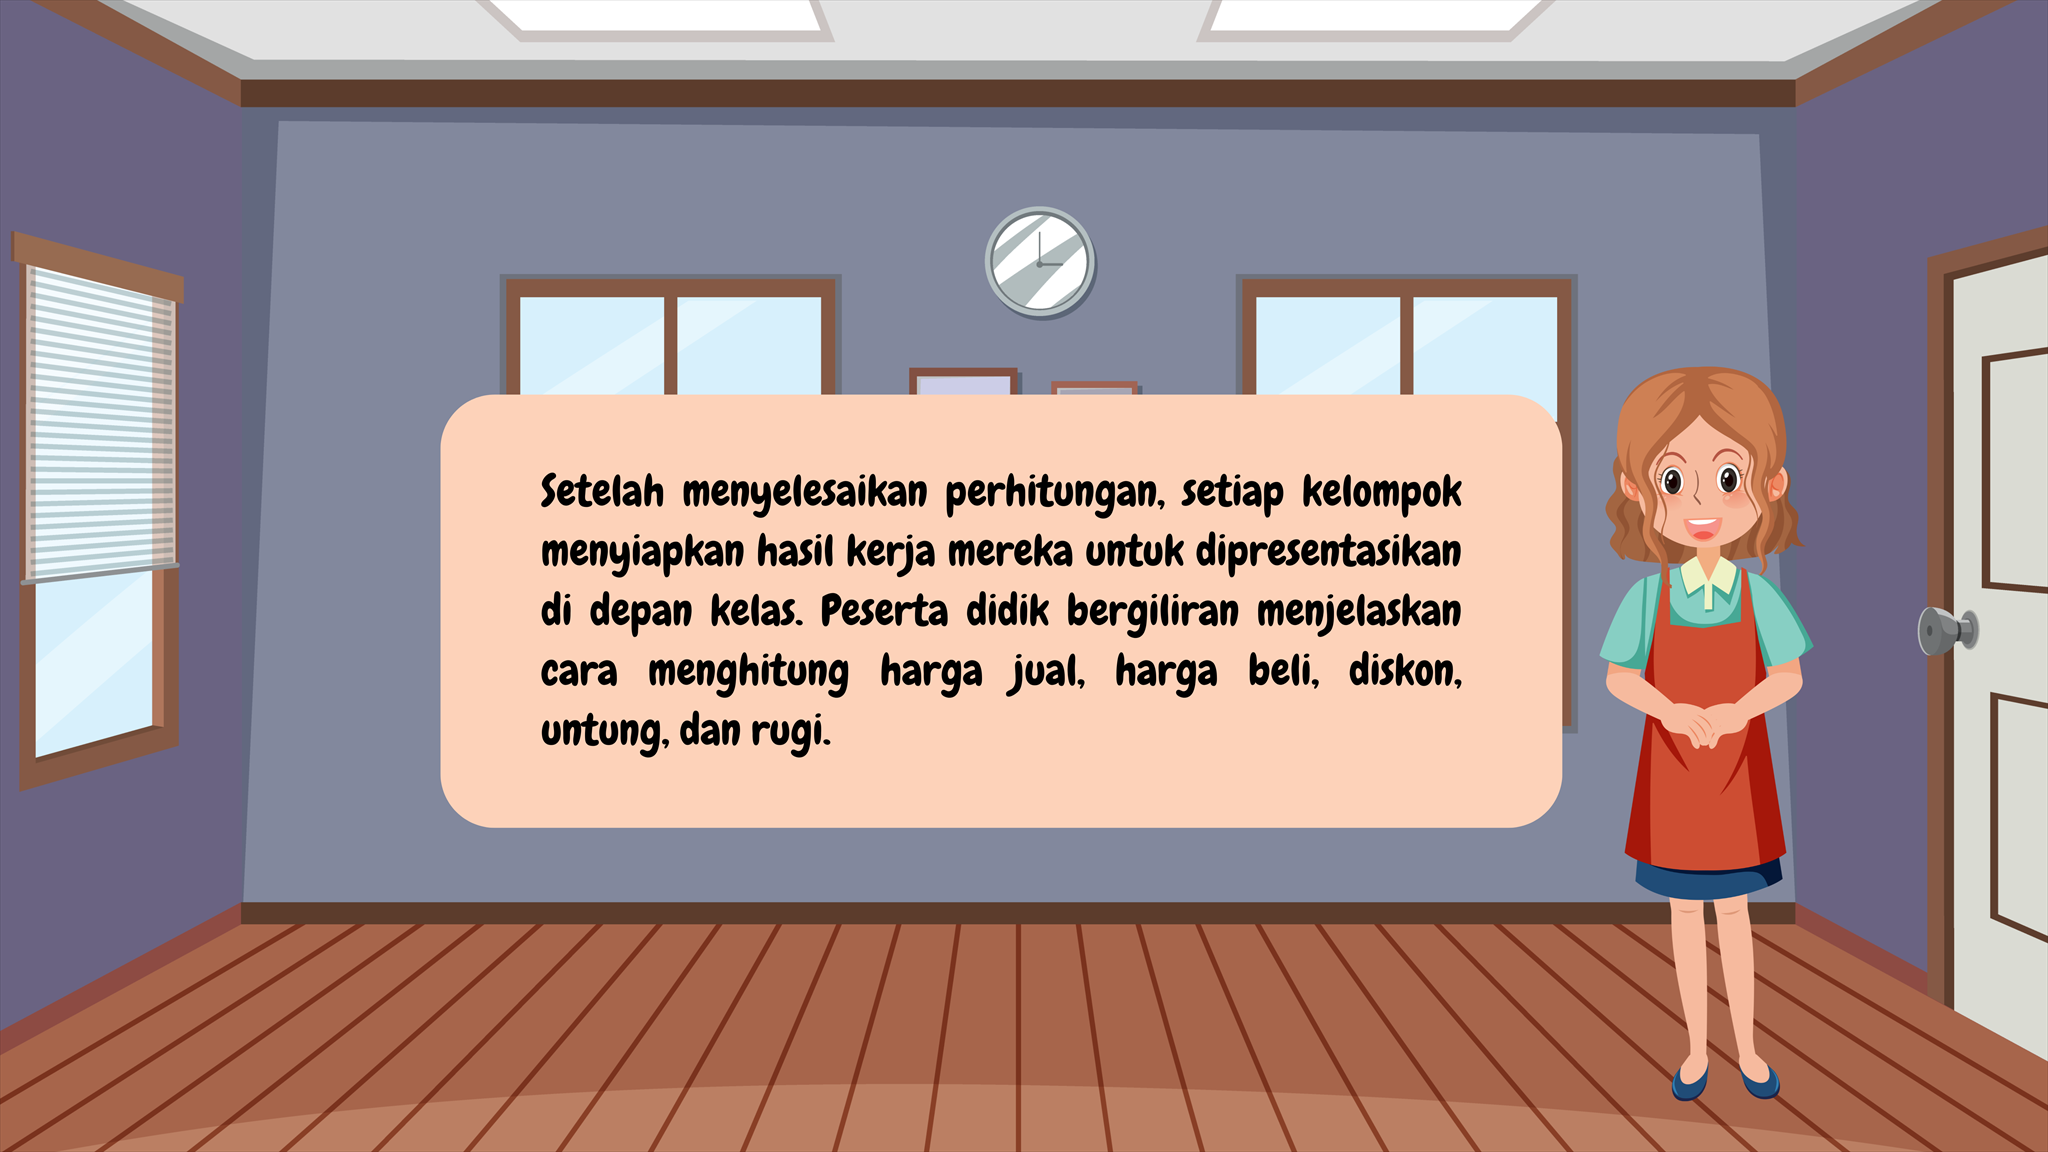 Setelah menyelesaikan perhitungan, setiap kelompok
menyiapkan hasil kerja mereka untuk dipresentasikan
di depan kelas. Peserta didik bergiliran menjelaskan
cara menghitung harga jual, harga beli, diskon,
untung, dan rugi.